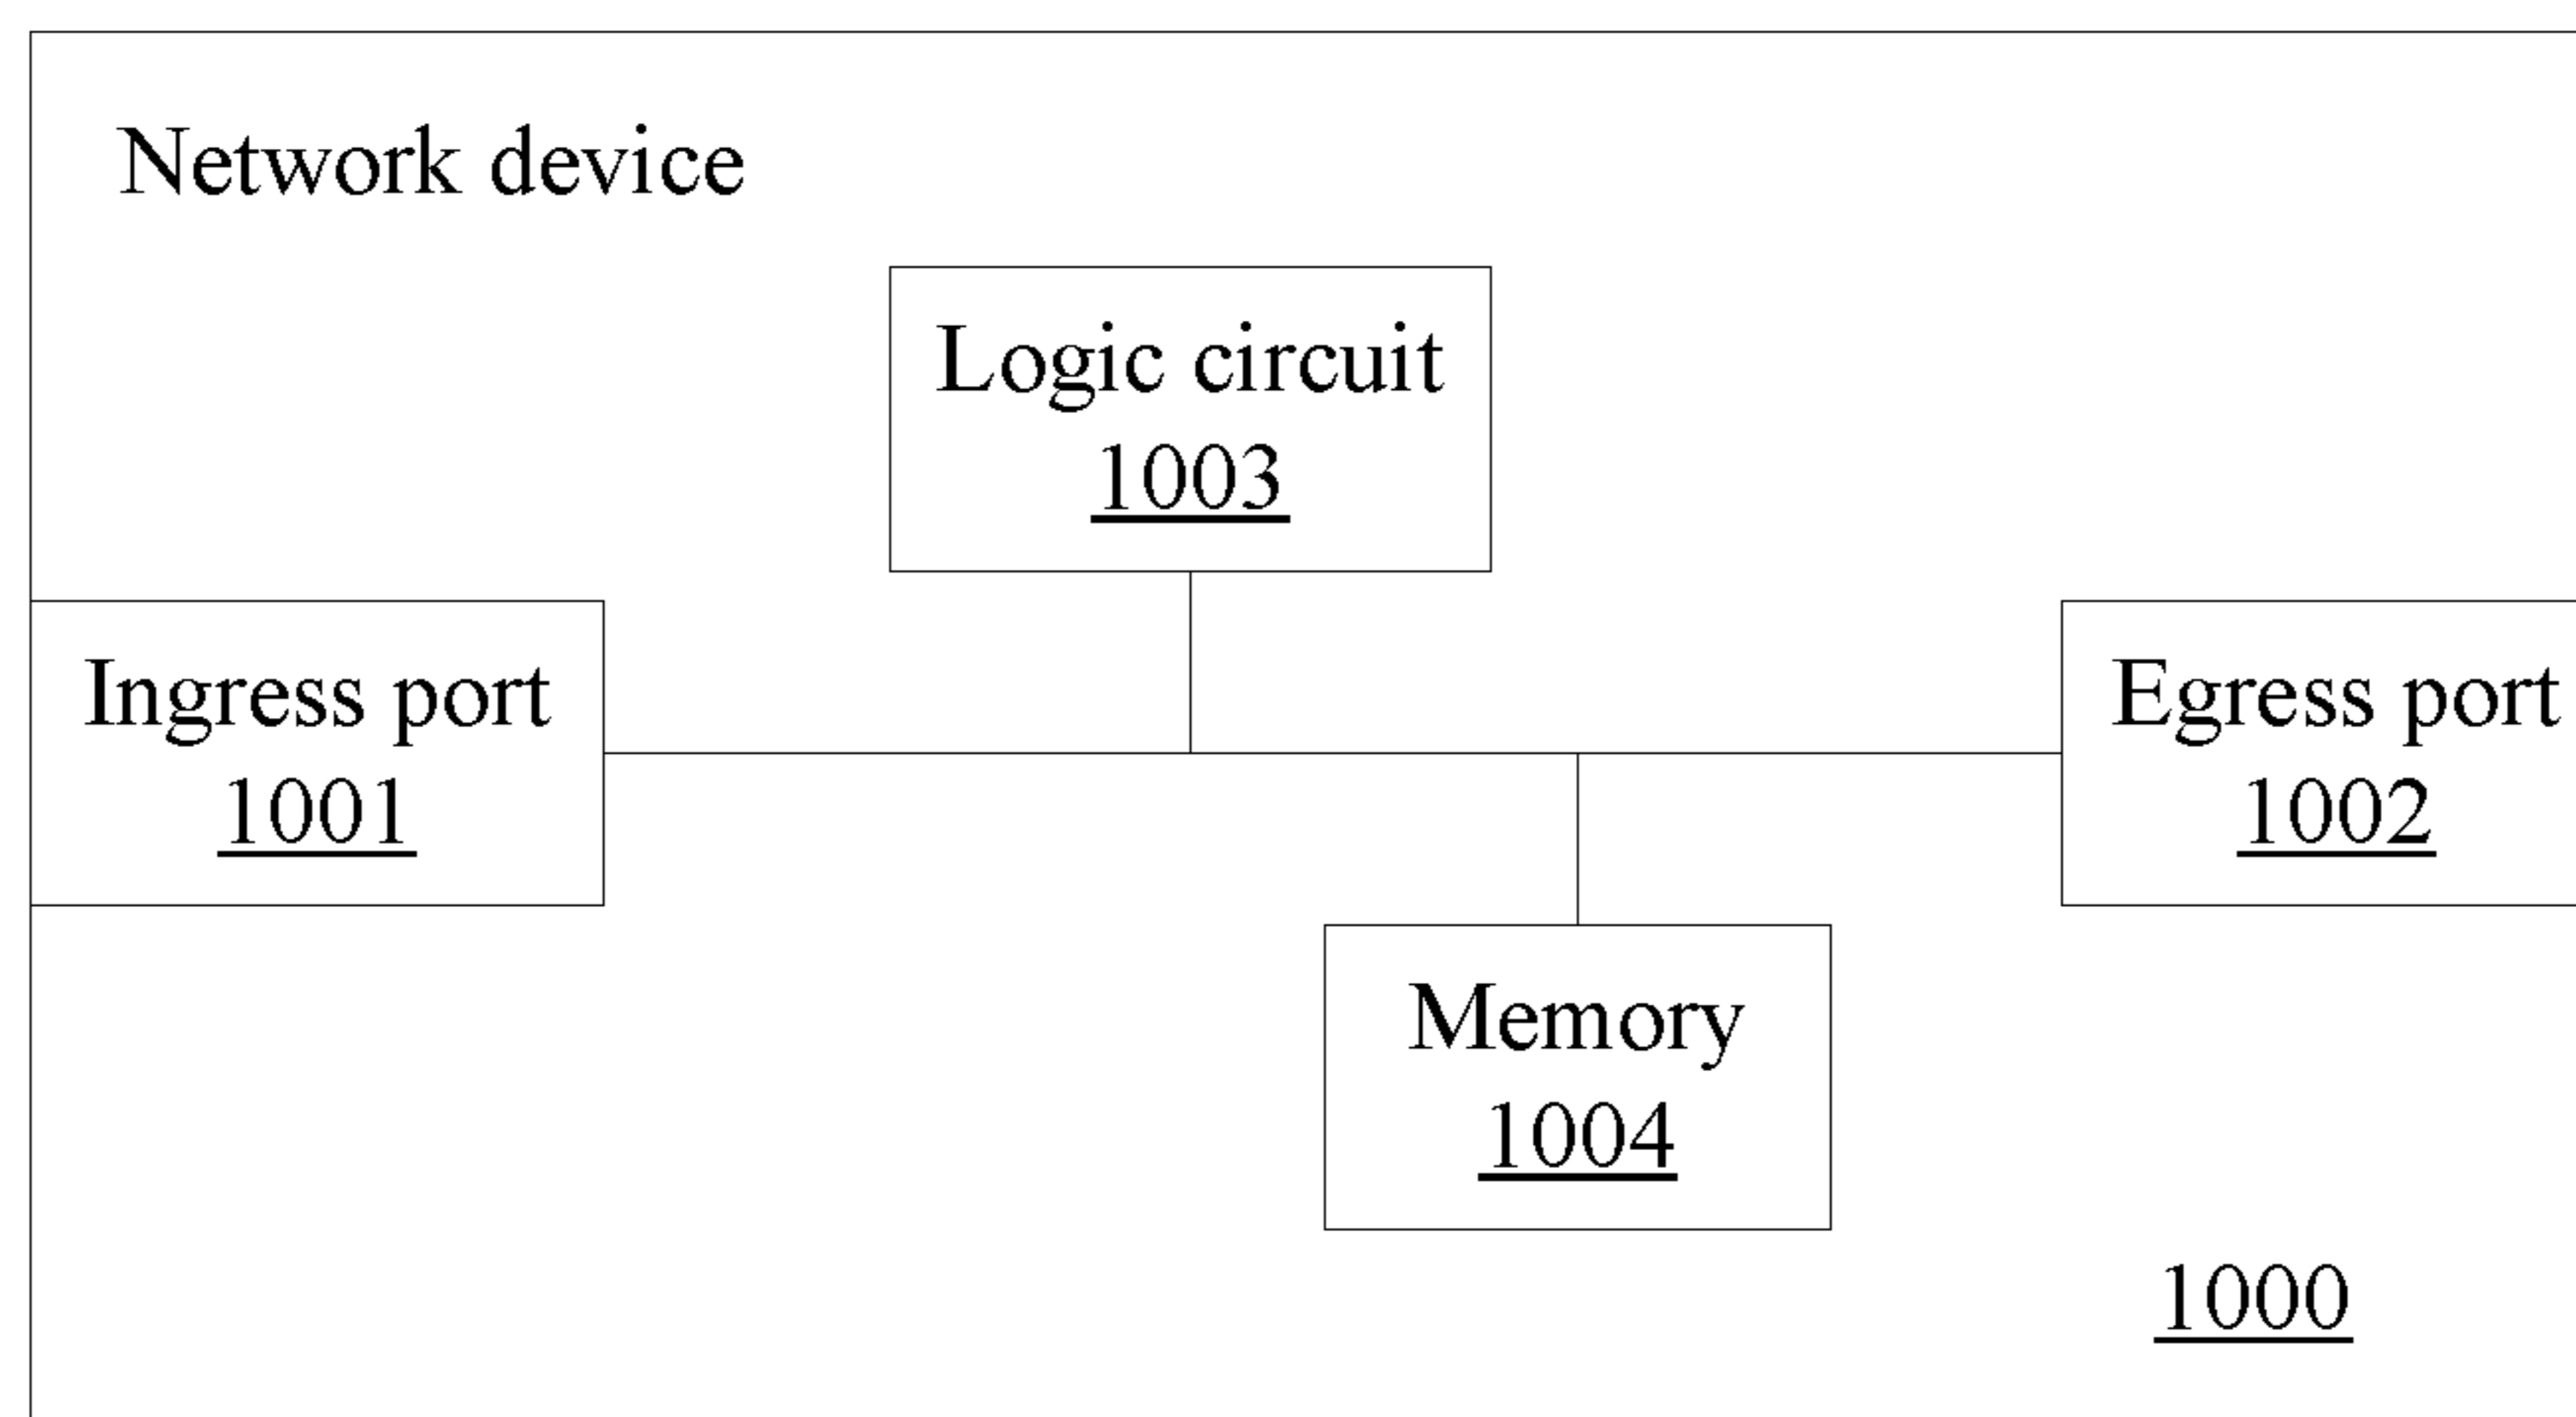 Network device
Logic circuit
1003
Ingress port
1001
Egress port
1002
Memory
1004
1000